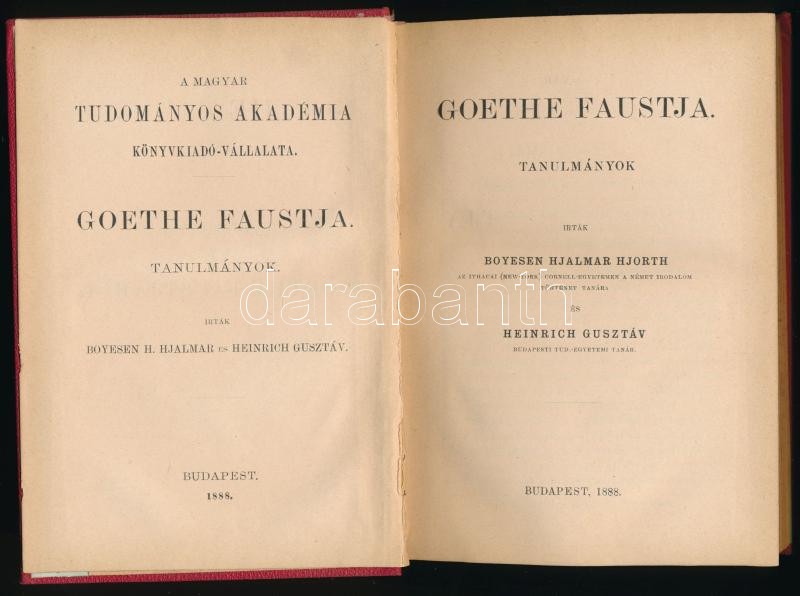 A MAGYAR
TUDOMÁNYOS AKADÉMIA
KÖNYVKIADÓ-VÁLLALATA.
GOETHE FAUSTJA.
TANULMÁNYOK.
IRTÁK
BOYESEN H. HJALMAR ÉS HEINRICH GUSZTÁV.
BUDAPEST.
1888.
GOETHE FAUSTJA.
TANULMÁNYOK
IRTÁK
BOYESEN HJALMAR HJORTH
AZ ITHACAI (NEW-YORK) CORNELL-EGYETEMEN A NÉMET IRODALOM
TÖRTÉNET TANÁRA
ÉS
HEINRICH GUSZTÁV
BUDAPESTI TUD.-EGYETEMI TANÁR.
BUDAPEST, 1888.
darabanth